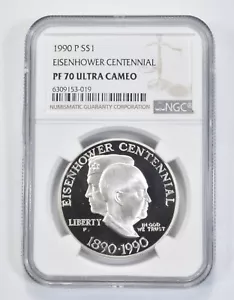 1990 P S$1
EISENHOWER CENTENNIAL
PF 70 ULTRA CAMEO
6309153-019
NUMISMATIC GUARANTY CORPORATION
NGC
EISENHOWER CENTENNIAL
LIBERTY
P.
IN GOD
WE TRUST
1890·1990